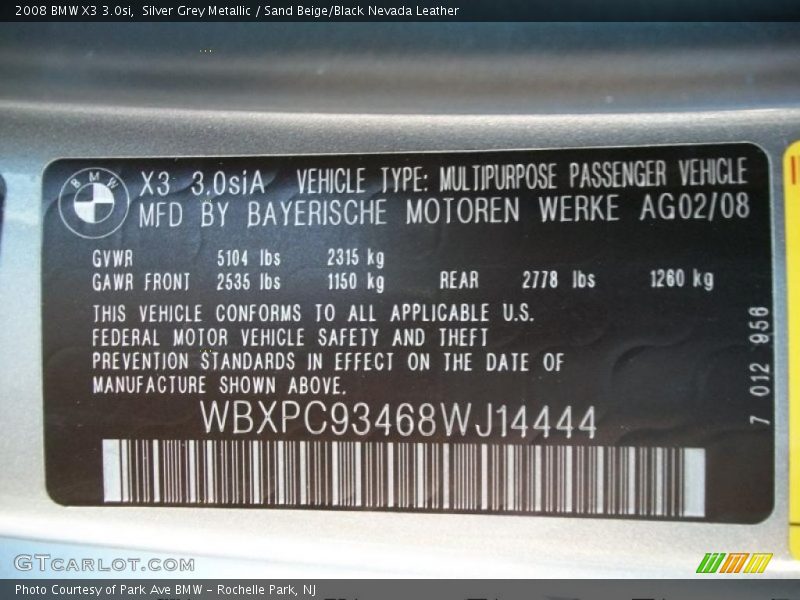 2008 BMW X3 3.0si, Silver Grey Metallic / Sand Beige/Black Nevada Leather
BMW
X3 3.0siA VEHICLE TYPE: MULTIPURPOSE PASSENGER VEHICLE
MFD BY BAYERISCHE MOTOREN WERKE AG02/08
GVWR 5104 lbs 2315 kg
GAWR FRONT 2535 lbs 1150 kg REAR 2778 lbs 1260 kg
THIS VEHICLE CONFORMS TO ALL APPLICABLE U.S.
FEDERAL MOTOR VEHICLE SAFETY AND THEFT
PREVENTION STANDARDS IN EFFECT ON THE DATE OF
MANUFACTURE SHOWN ABOVE.
WBXPC93468WJ14444
7 012 956
GTCARLOT.COM
Photo Courtesy of Park Ave BMW - Rochelle Park, NJ